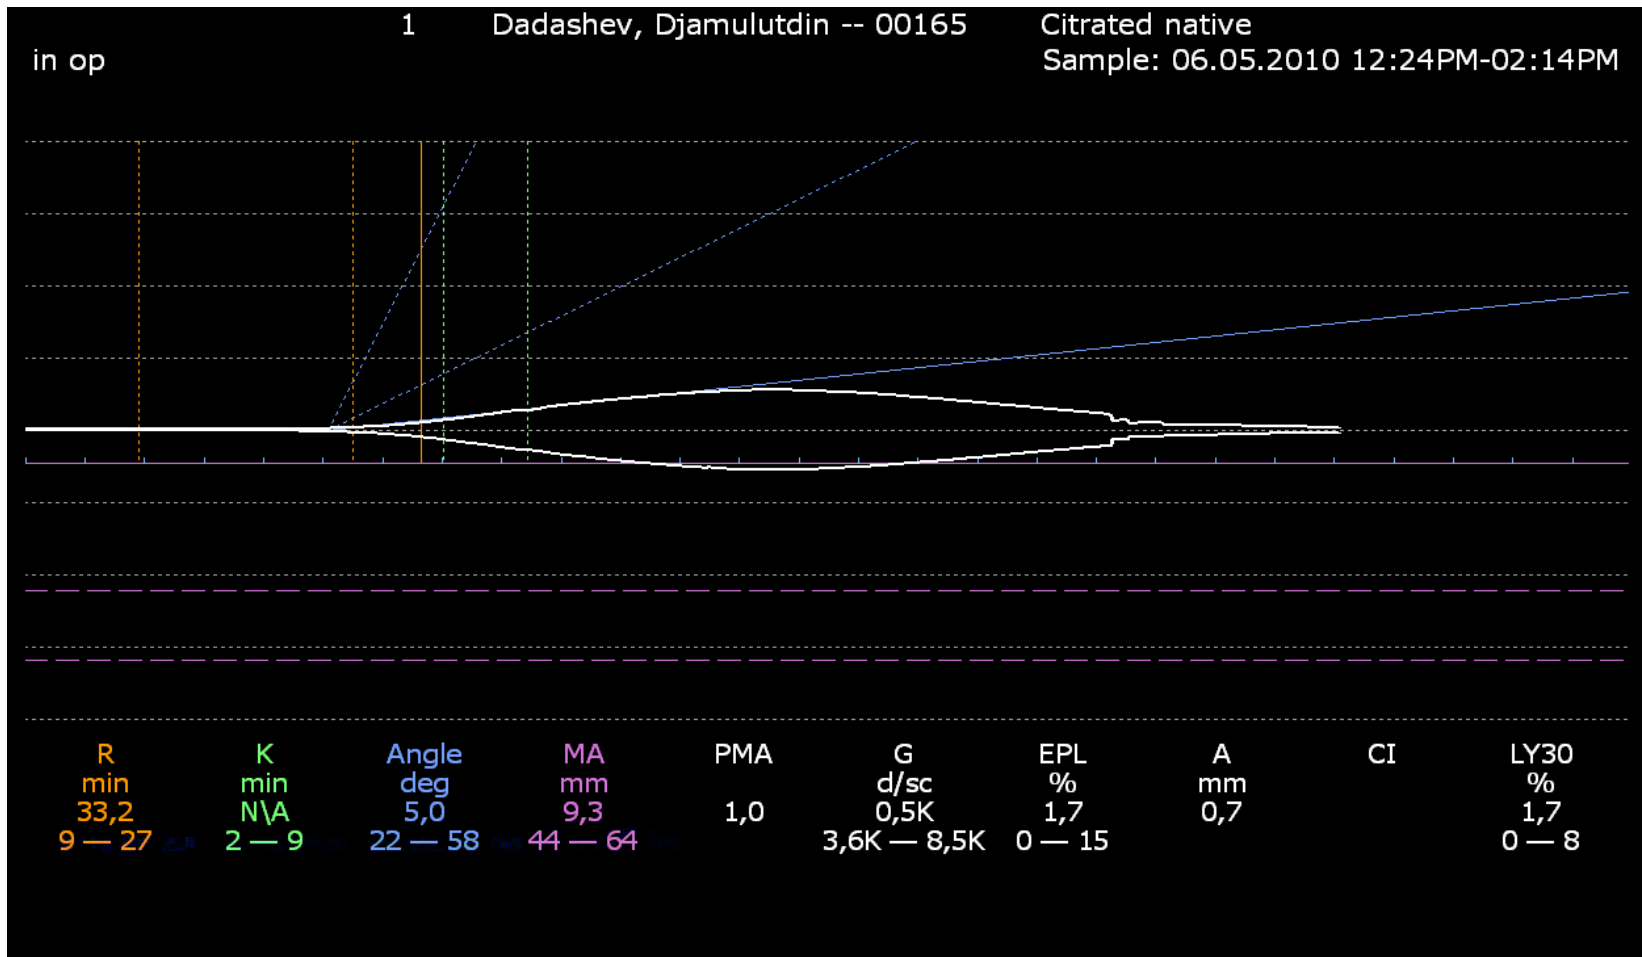 1 Dadashev, Djamulutdin -- 00165 Citrated native
in op Sample: 06.05.2010 12:24PM-02:14PM
R K Angle MA PMA G EPL A CI LY30
min min deg mm d/sc % mm %
33,2 N\A 5,0 9,3 1,0 0,5K 1,7 0,7 1,7
9 — 27 2 — 9 22 — 58 44 — 64 3,6K — 8,5K 0 — 15 0 — 8